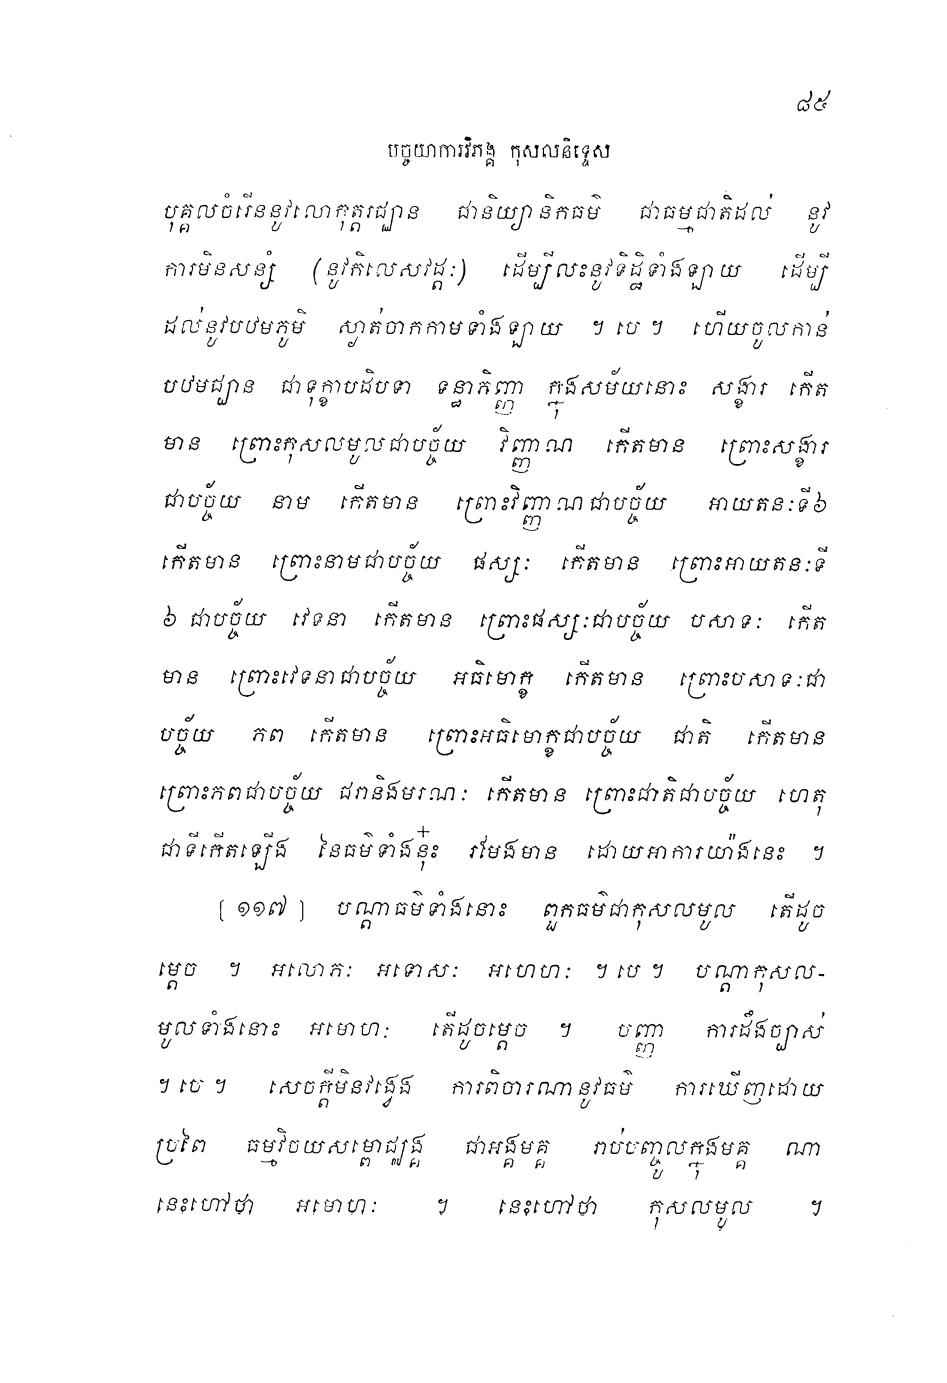 ៨៥
បច្ចយាការវិភង្គ កុសលនិទ្ទេស
បុគ្គលចំរើននូវលោកុត្តរជ្ឈាន ជានិយ្យានិកធម៌ ជាធម្មជាតិដល់ នូវ
ការមិនសន្សំ (នូវកិលេសវដ្តៈ) ដើម្បីលះនូវទិដ្ឋិទាំងឡាយ ដើម្បី
ដល់នូវបឋមភូមិ ស្ងាត់ចាកកាមទាំងឡាយ ។ បេ ។ ហើយចូលកាន់
បឋមជ្ឈាន ជាទុក្ខាបដិបទា ទន្ធាភិញ្ញា ក្នុងសម័យនោះ សង្ខារ កើត
មាន ព្រោះកុសលមូលជាបច្ច័យ វិញ្ញាណ កើតមាន ព្រោះសង្ខារ
ជាបច្ច័យ នាម កើតមាន ព្រោះវិញ្ញាណជាបច្ច័យ អាយតនៈទី៦
កើតមាន ព្រោះនាមជាបច្ច័យ ផស្សៈ កើតមាន ព្រោះអាយតនៈទី
៦ ជាបច្ច័យ វេទនា កើតមាន ព្រោះផស្សៈជាបច្ច័យ បសាទៈ កើត
មាន ព្រោះវេទនាជាបច្ច័យ អធិមោក្ខ កើតមាន ព្រោះបសាទៈជា
បច្ច័យ ភព កើតមាន ព្រោះអធិមោក្ខជាបច្ច័យ ជាតិ កើតមាន
ព្រោះភពជាបច្ច័យ ជរានិងមរណៈ កើតមាន ព្រោះជាតិជាបច្ច័យ ហេតុ
ជាទីកើតឡើង នៃធម៌ទាំងនុ៎ះ រមែងមាន ដោយអាការយ៉ាងនេះ ។
[១១៧] បណ្តាធម៌ទាំងនោះ ពួកធម៌ជាកុសលមូល តើដូច
ម្តេច ។ អលោភៈ អទោសៈ អមោហៈ ។ បេ ។ បណ្តាកុសល-
មូលទាំងនោះ អមោហៈ តើដូចម្តេច ។ បញ្ញា ការដឹងច្បាស់
។ បេ ។ សេចក្តីមិនវង្វេង ការពិចារណានូវធម៌ ការឃើញដោយ
ប្រពៃ ធម្មវិចយសម្ពោជ្ឈង្គ ជាអង្គមគ្គ រាប់បញ្ចូលក្នុងមគ្គ ណា
នេះហៅថា អមោហៈ ។ នេះហៅថា កុសលមូល ។